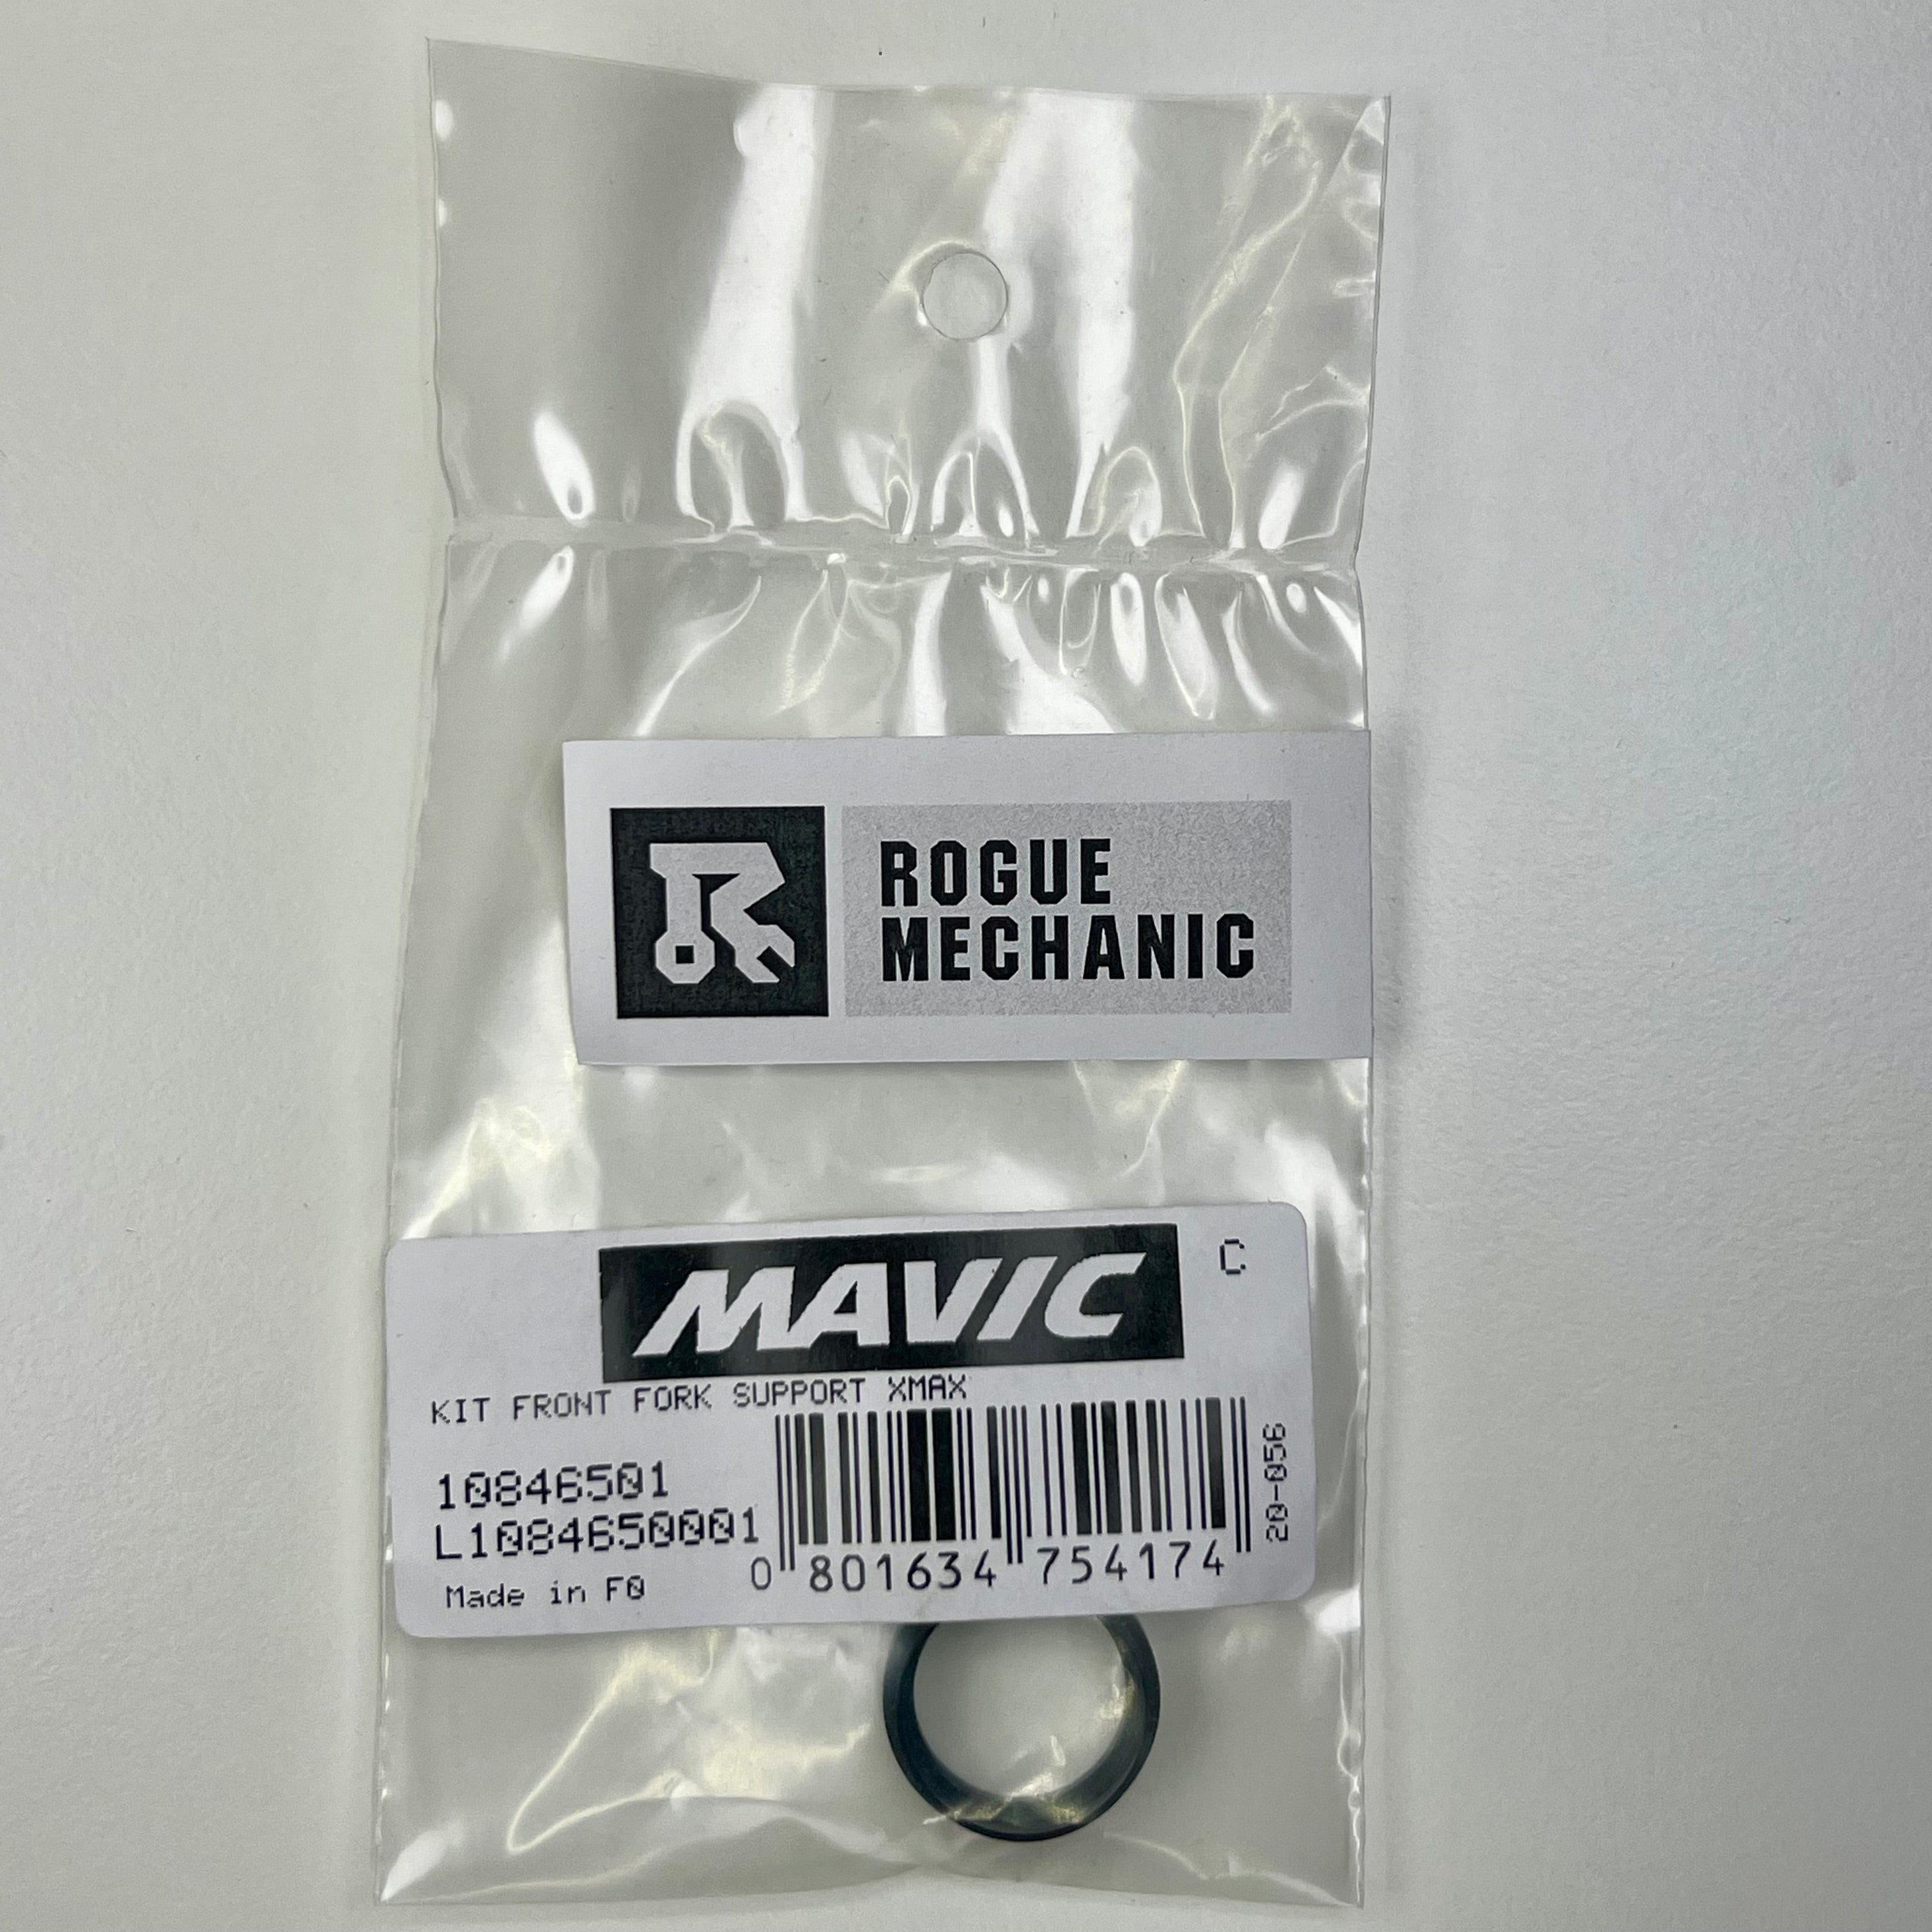 ROGUE
MECHANIC
MAVIC
C
KIT FRONT FORK SUPPORT XMAX
10846501
L1084650001
Made in F0
0 801634 754174
20-056